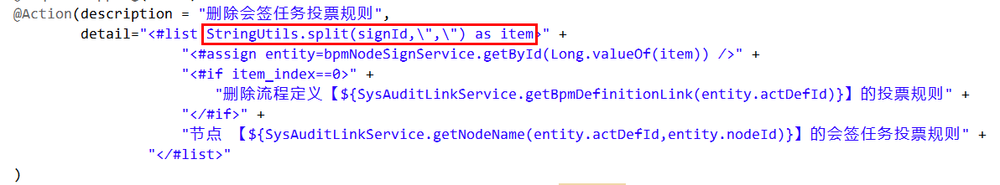 @Action(description = "删除会签任务投票规则",
detail="<#list StringUtils.split(signId,\",\") as item>" +
"<#assign entity=bpmNodeSignService.getById(Long.valueOf(item)) />" +
"<#if item_index==0>" +
"删除流程定义【${SysAuditLinkService.getBpmDefinitionLink(entity.actDefId)}】的投票规则" +
"</#if>" +
"节点 【${SysAuditLinkService.getNodeName(entity.actDefId,entity.nodeId)}】的会签任务投票规则" +
"</#list>"
)